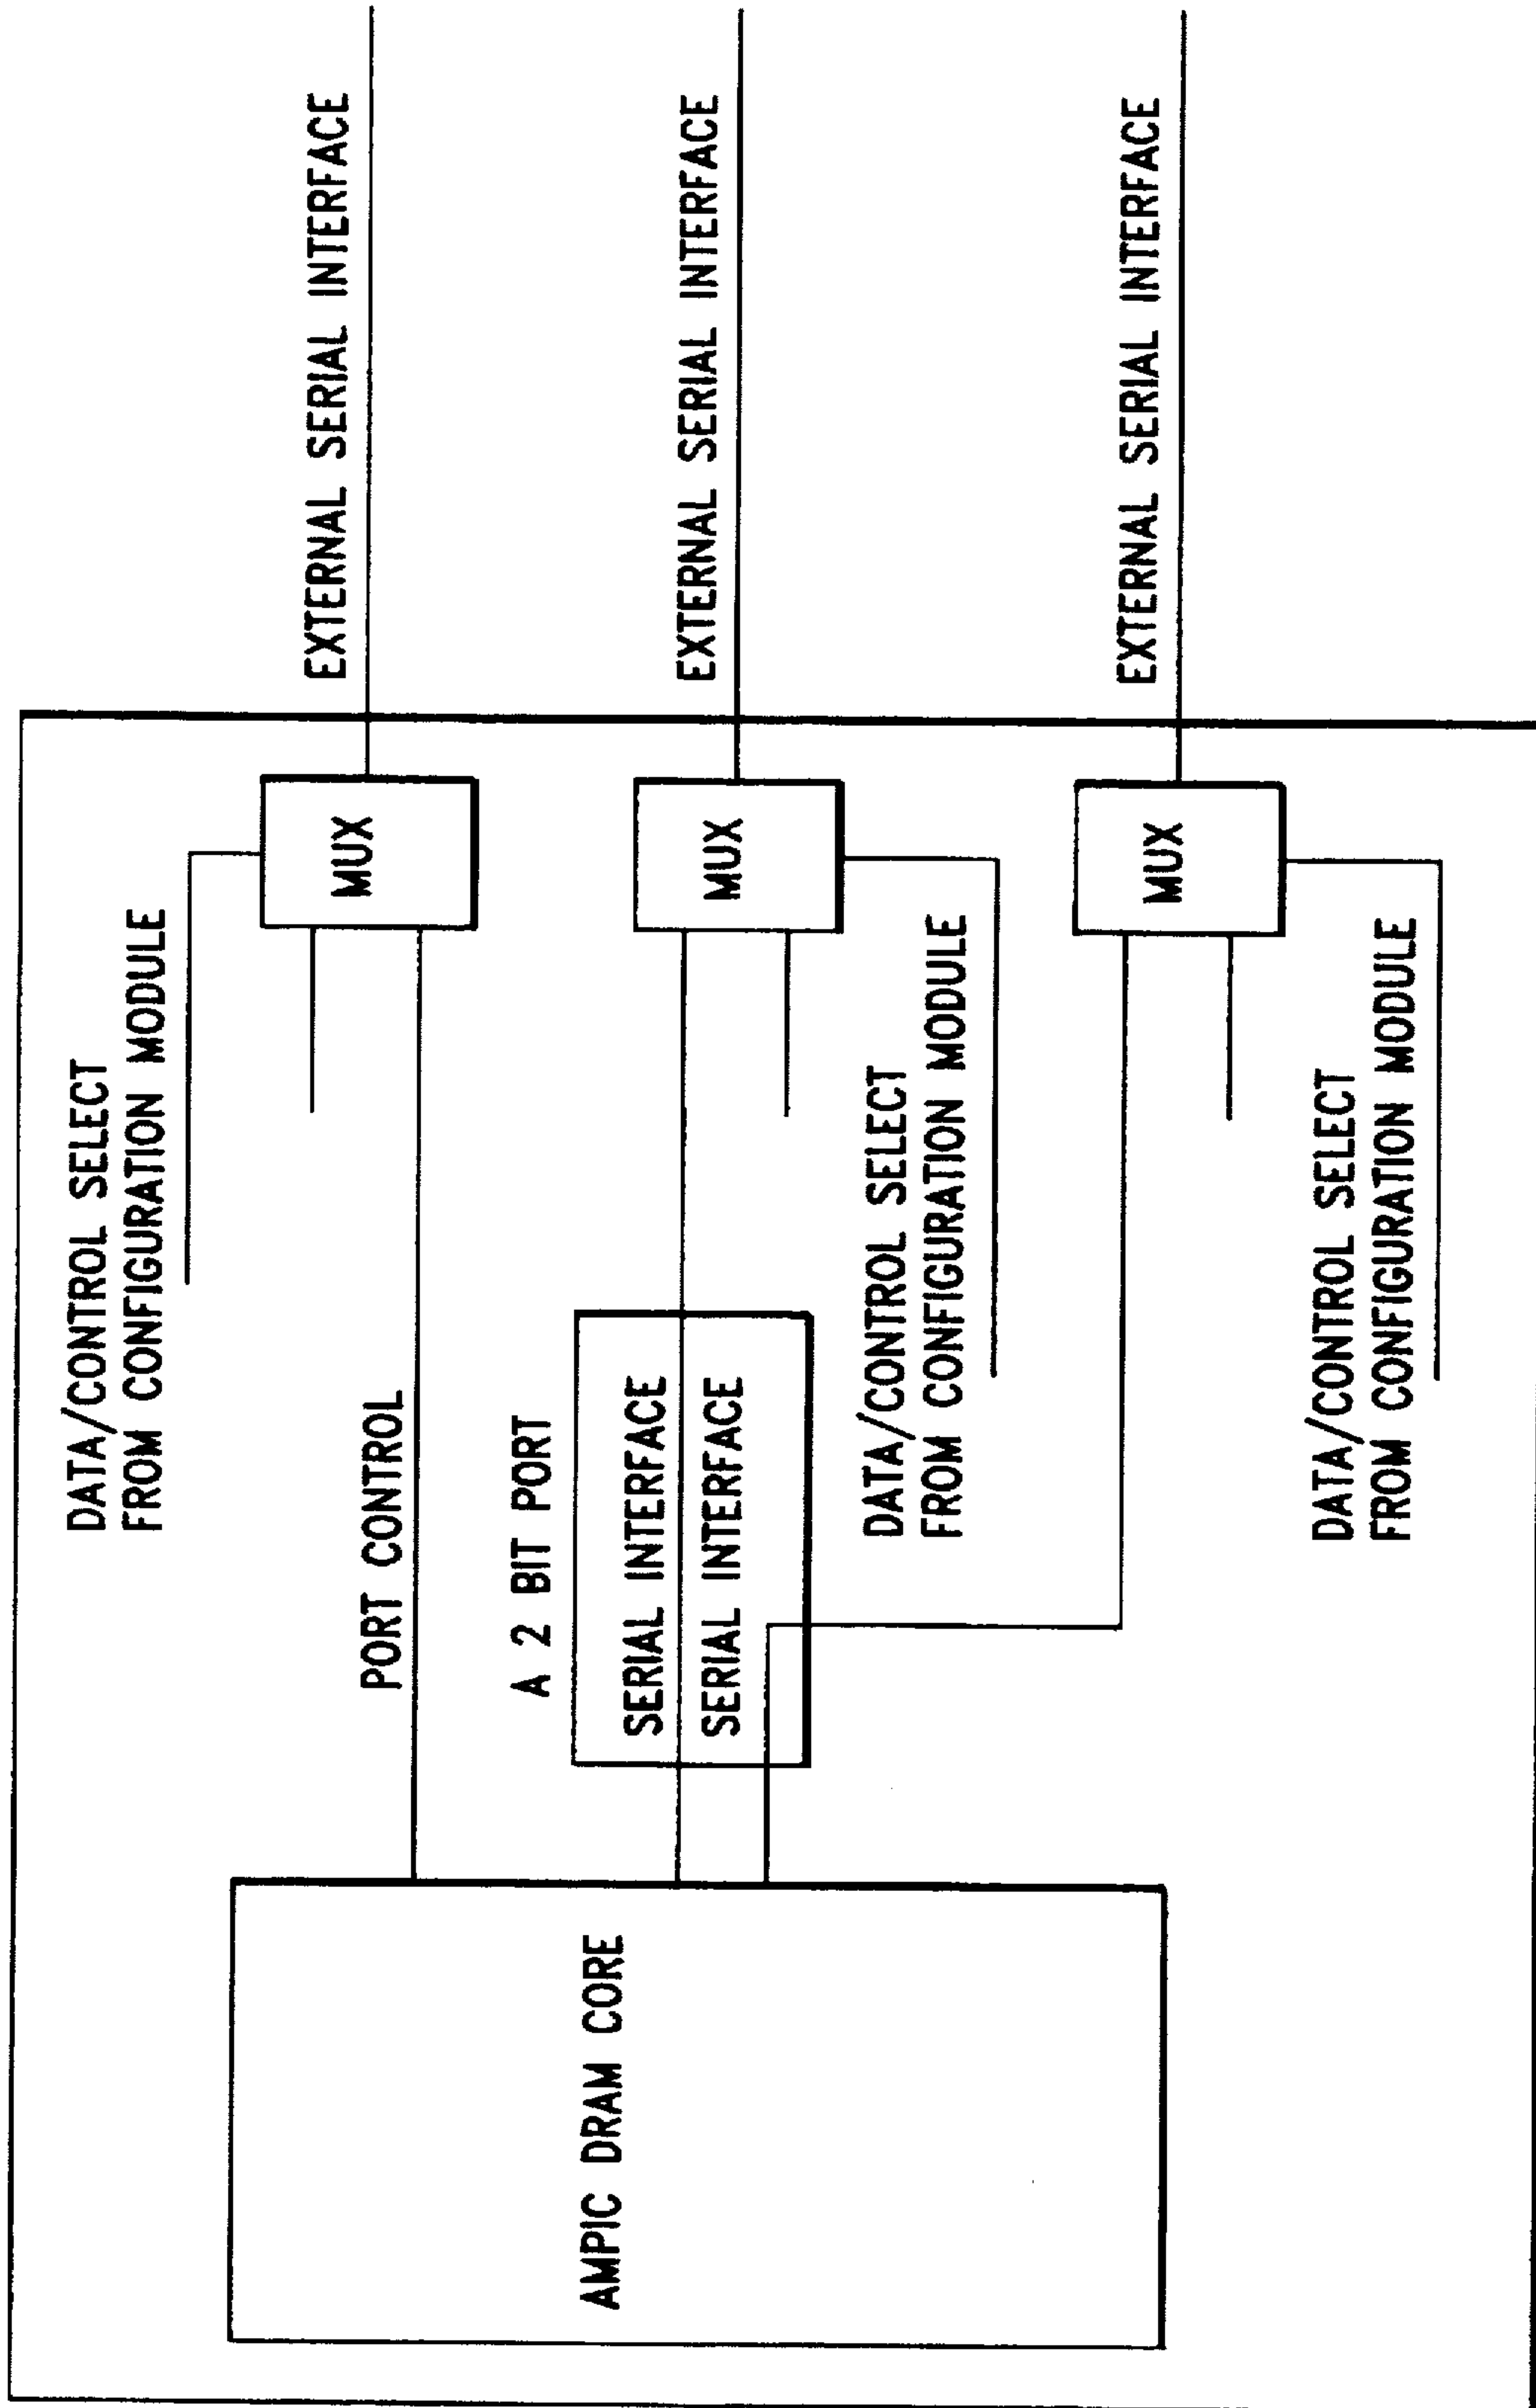 DATA/CONTROL SELECT
FROM CONFIGURATION MODULE
EXTERNAL SERIAL INTERFACE
MUX
PORT CONTROL
A 2 BIT PORT
SERIAL INTERFACE
SERIAL INTERFACE
AMPIC DRAM CORE
EXTERNAL SERIAL INTERFACE
MUX
DATA/CONTROL SELECT
FROM CONFIGURATION MODULE
EXTERNAL SERIAL INTERFACE
MUX
DATA/CONTROL SELECT
FROM CONFIGURATION MODULE